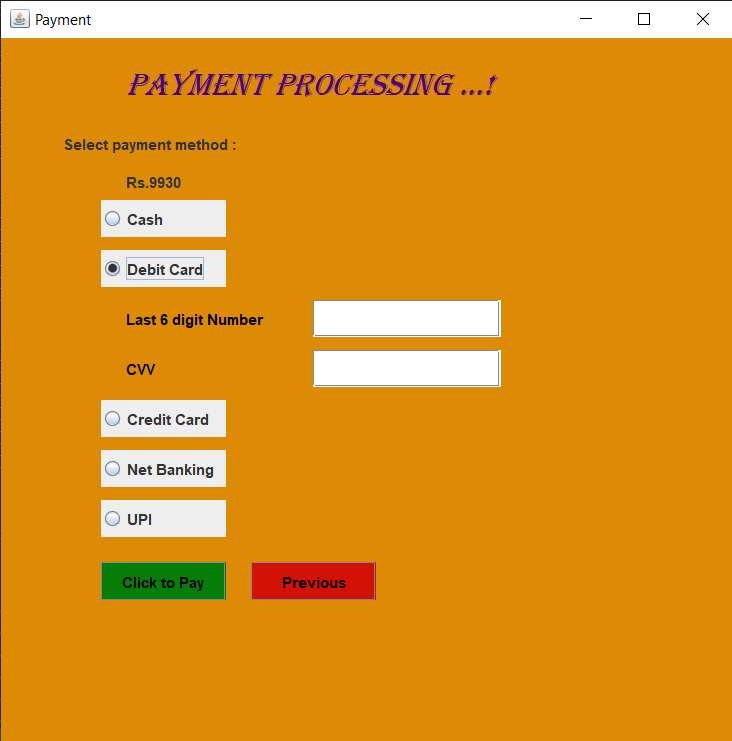 Payment
PAYMENT PROCESSING ...!
Select payment method :
Rs.9930
Cash
Debit Card
Last 6 digit Number
CVV
Credit Card
Net Banking
UPI
Click to Pay Previous